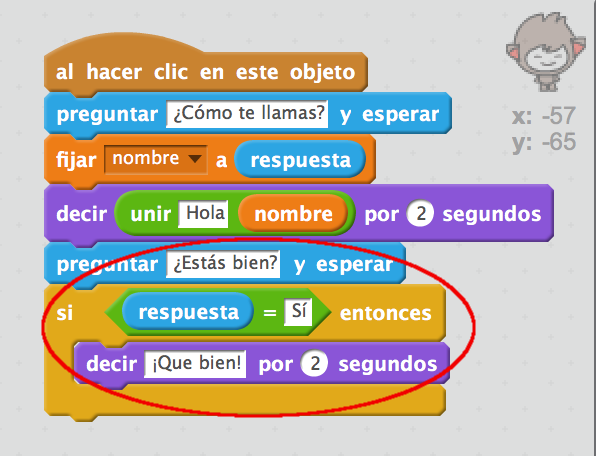 al hacer clic en este objeto
preguntar ¿Cómo te llamas? y esperar
fijar nombre a respuesta
decir unir Hola nombre por 2 segundos
preguntar ¿Estás bien? y esperar
si respuesta = Sí entonces
decir ¡Que bien! por 2 segundos
x: -57
y: -65